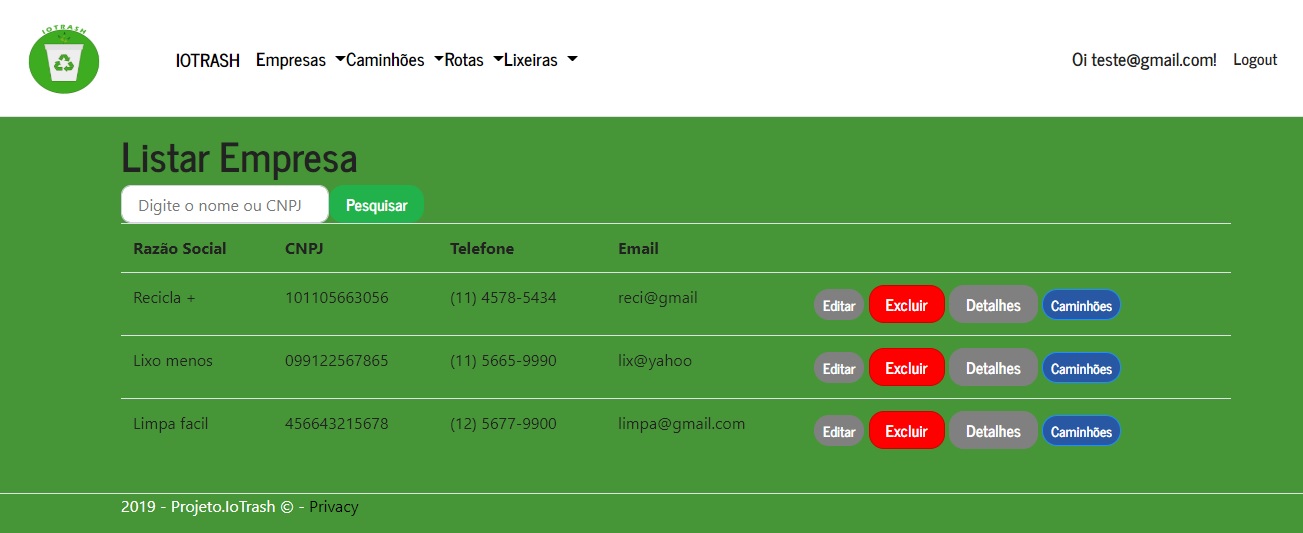 IOTRASH
IOTRASH Empresas Caminhões Rotas Lixeiras Oi teste@gmail.com! Logout
Listar Empresa
Digite o nome ou CNPJ Pesquisar
Razão Social CNPJ Telefone Email
Recicla + 101105663056 (11) 4578-5434 reci@gmail Editar Excluir Detalhes Caminhões
Lixo menos 099122567865 (11) 5665-9990 lix@yahoo Editar Excluir Detalhes Caminhões
Limpa facil 456643215678 (12) 5677-9900 limpa@gmail.com Editar Excluir Detalhes Caminhões
2019 - Projeto.IoTrash © - Privacy